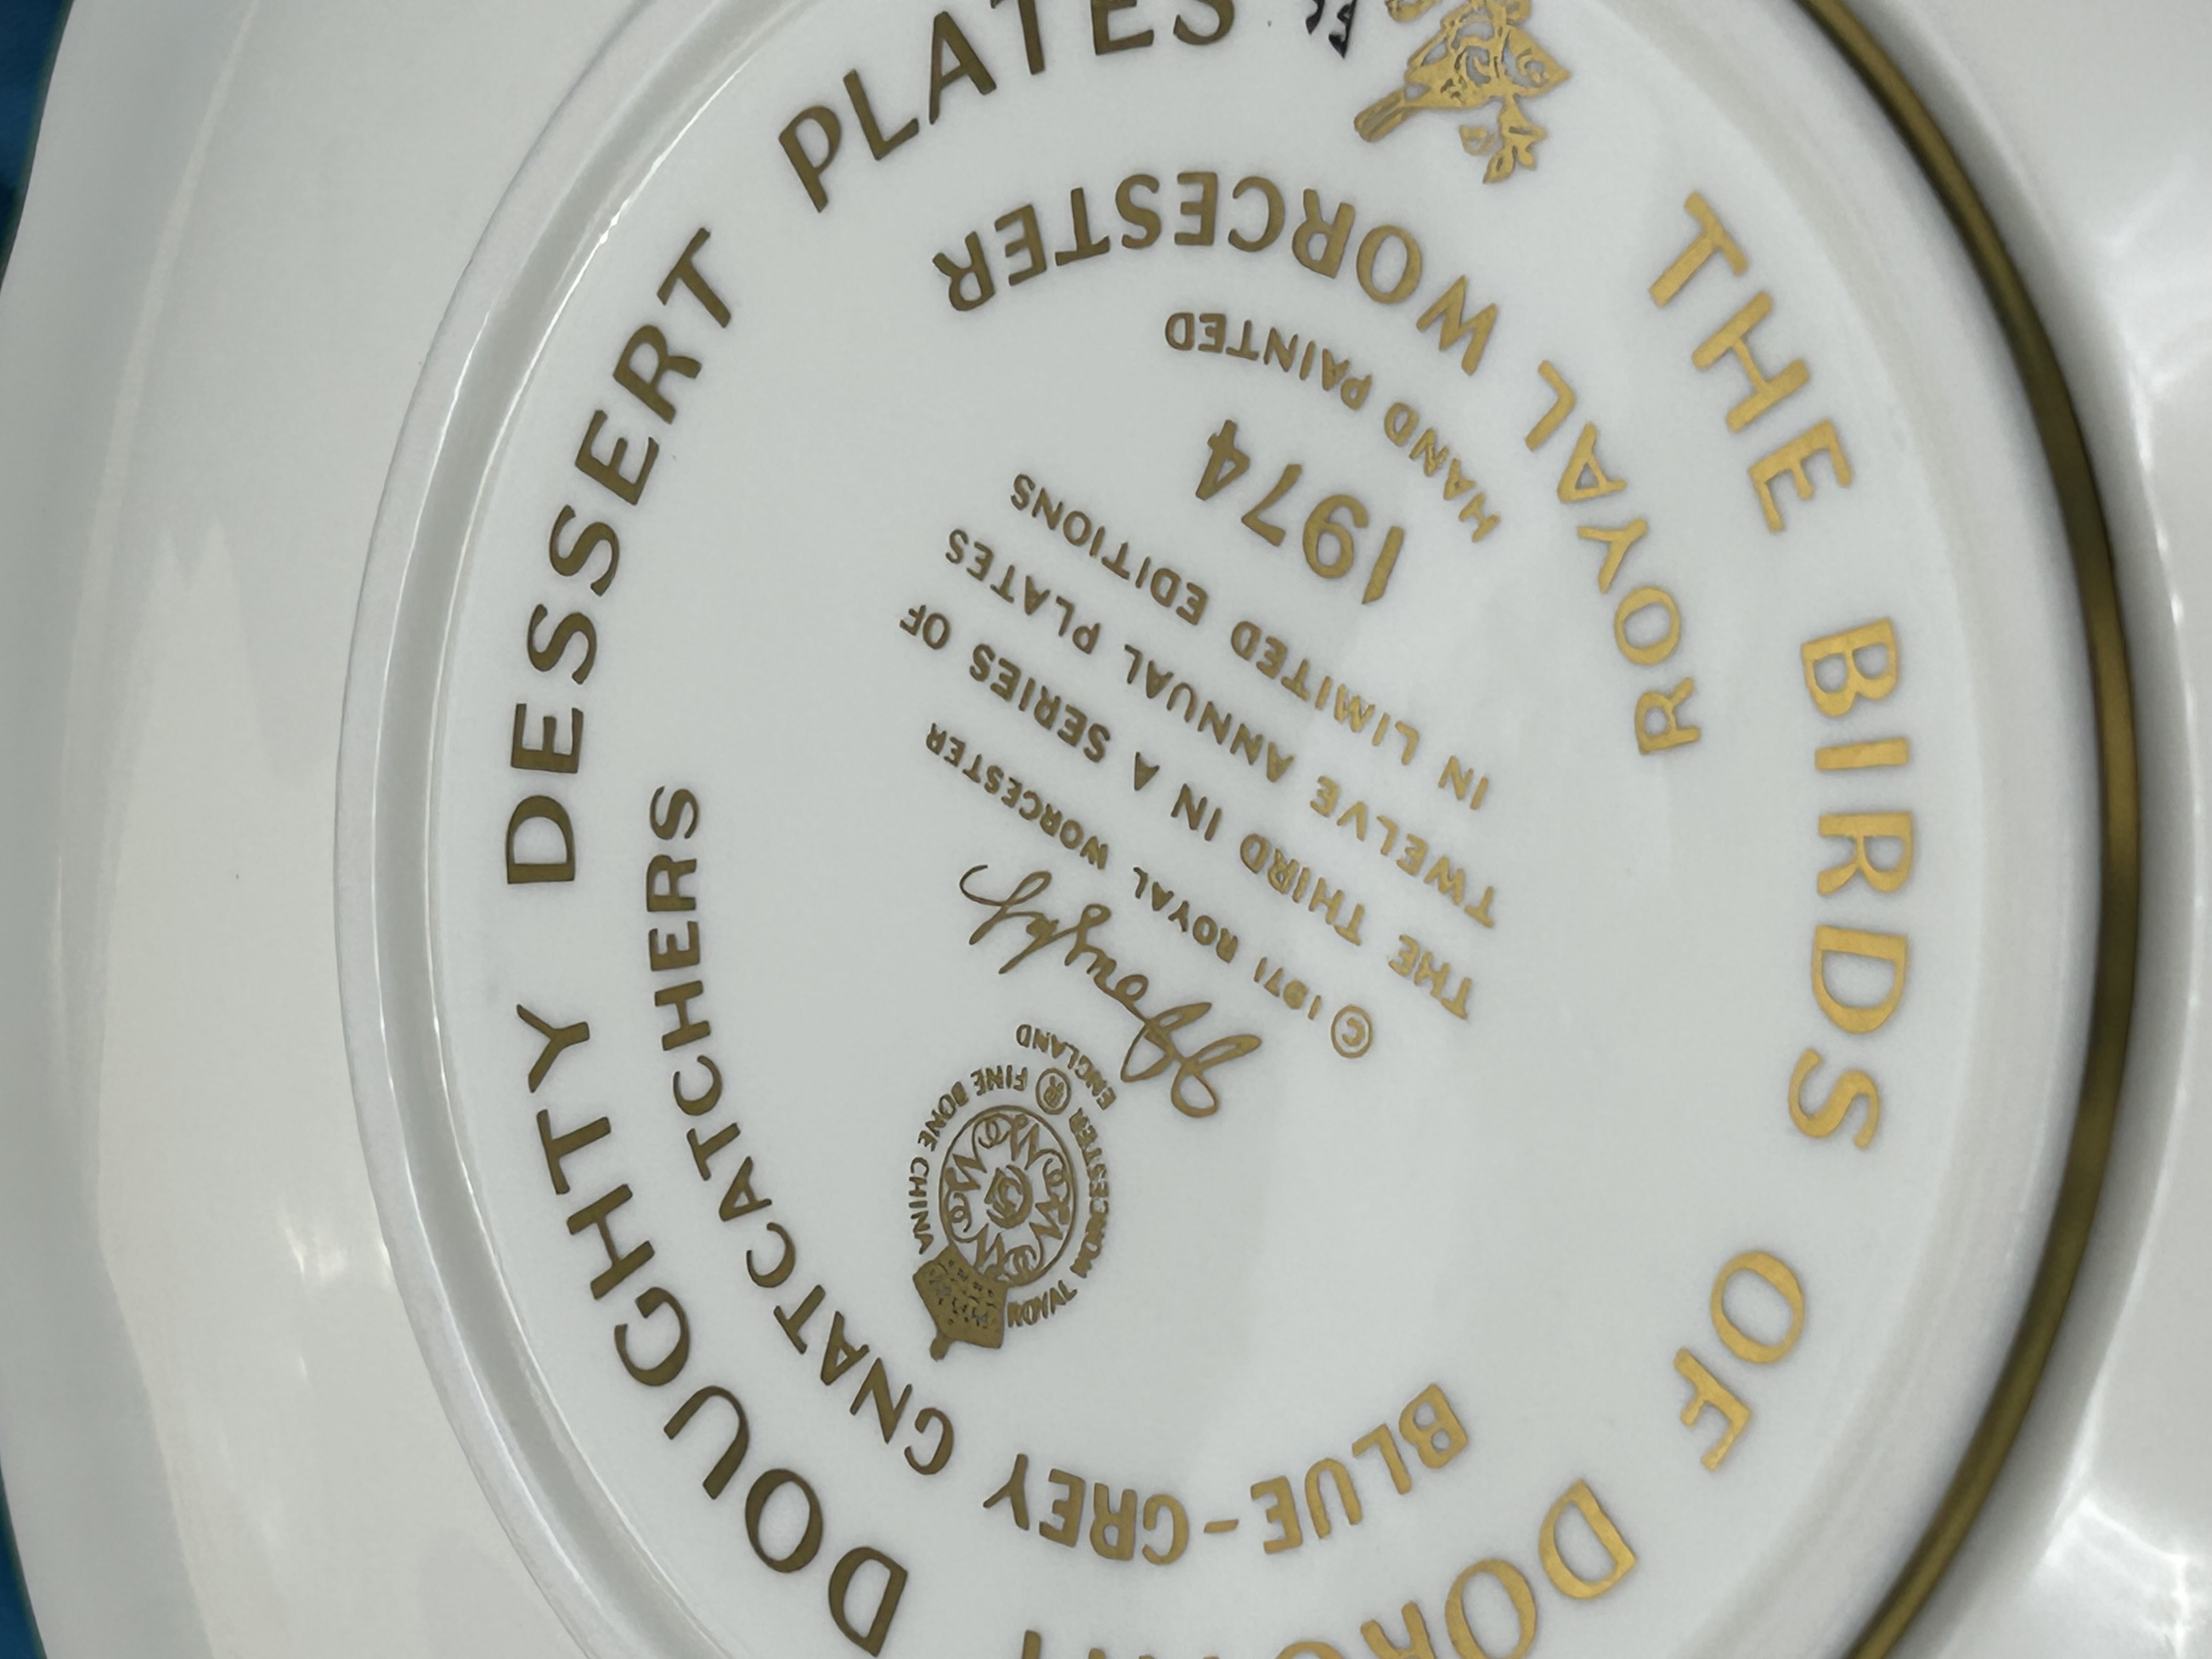 THE BIRDS OF DOROTHY DOUGHTY DESSERT PLATES
ROYAL WORCESTER
HAND PAINTED
1974
IN LIMITED EDITIONS
TWELVE ANNUAL PLATES
THE THIRD IN A SERIES OF
© 1971 ROYAL WORCESTER
ROYAL WORCESTER ® FINE BONE CHINA
ENGLAND
51
BLUE-GREY GNATCATCHERS